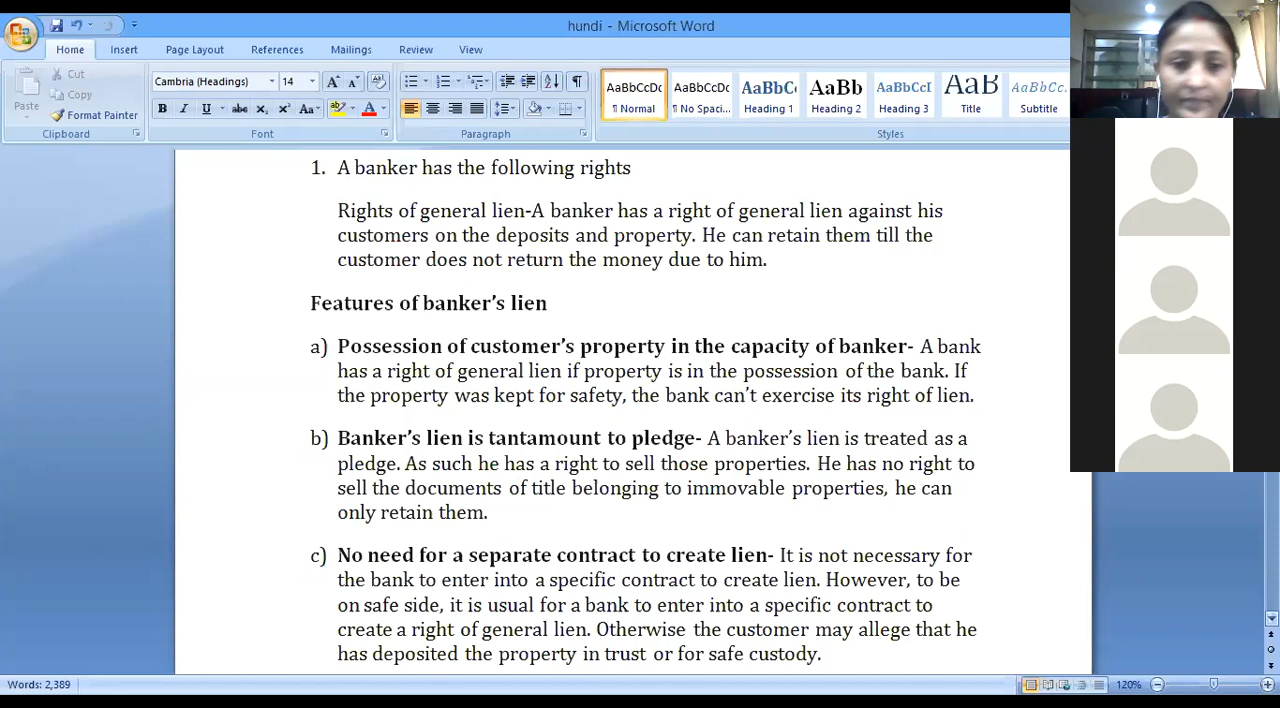 hundi - Microsoft Word
Home Insert Page Layout References Mailings Review View
Paste
Cut
Copy
Format Painter
Clipboard
Cambria (Headings) 14
Font
Paragraph
AaBbCcDc AaBbCcDc AaBbC AaBb AaBbCcI AaB AaBbCc.
¶ Normal ¶ No Spaci... Heading 1 Heading 2 Heading 3 Title Subtitle
Styles
1. A banker has the following rights
Rights of general lien-A banker has a right of general lien against his
customers on the deposits and property. He can retain them till the
customer does not return the money due to him.
Features of banker’s lien
a) Possession of customer’s property in the capacity of banker- A bank
has a right of general lien if property is in the possession of the bank. If
the property was kept for safety, the bank can’t exercise its right of lien.
b) Banker’s lien is tantamount to pledge- A banker’s lien is treated as a
pledge. As such he has a right to sell those properties. He has no right to
sell the documents of title belonging to immovable properties, he can
only retain them.
c) No need for a separate contract to create lien- It is not necessary for
the bank to enter into a specific contract to create lien. However, to be
on safe side, it is usual for a bank to enter into a specific contract to
create a right of general lien. Otherwise the customer may allege that he
has deposited the property in trust or for safe custody.
Words: 2,389
120%